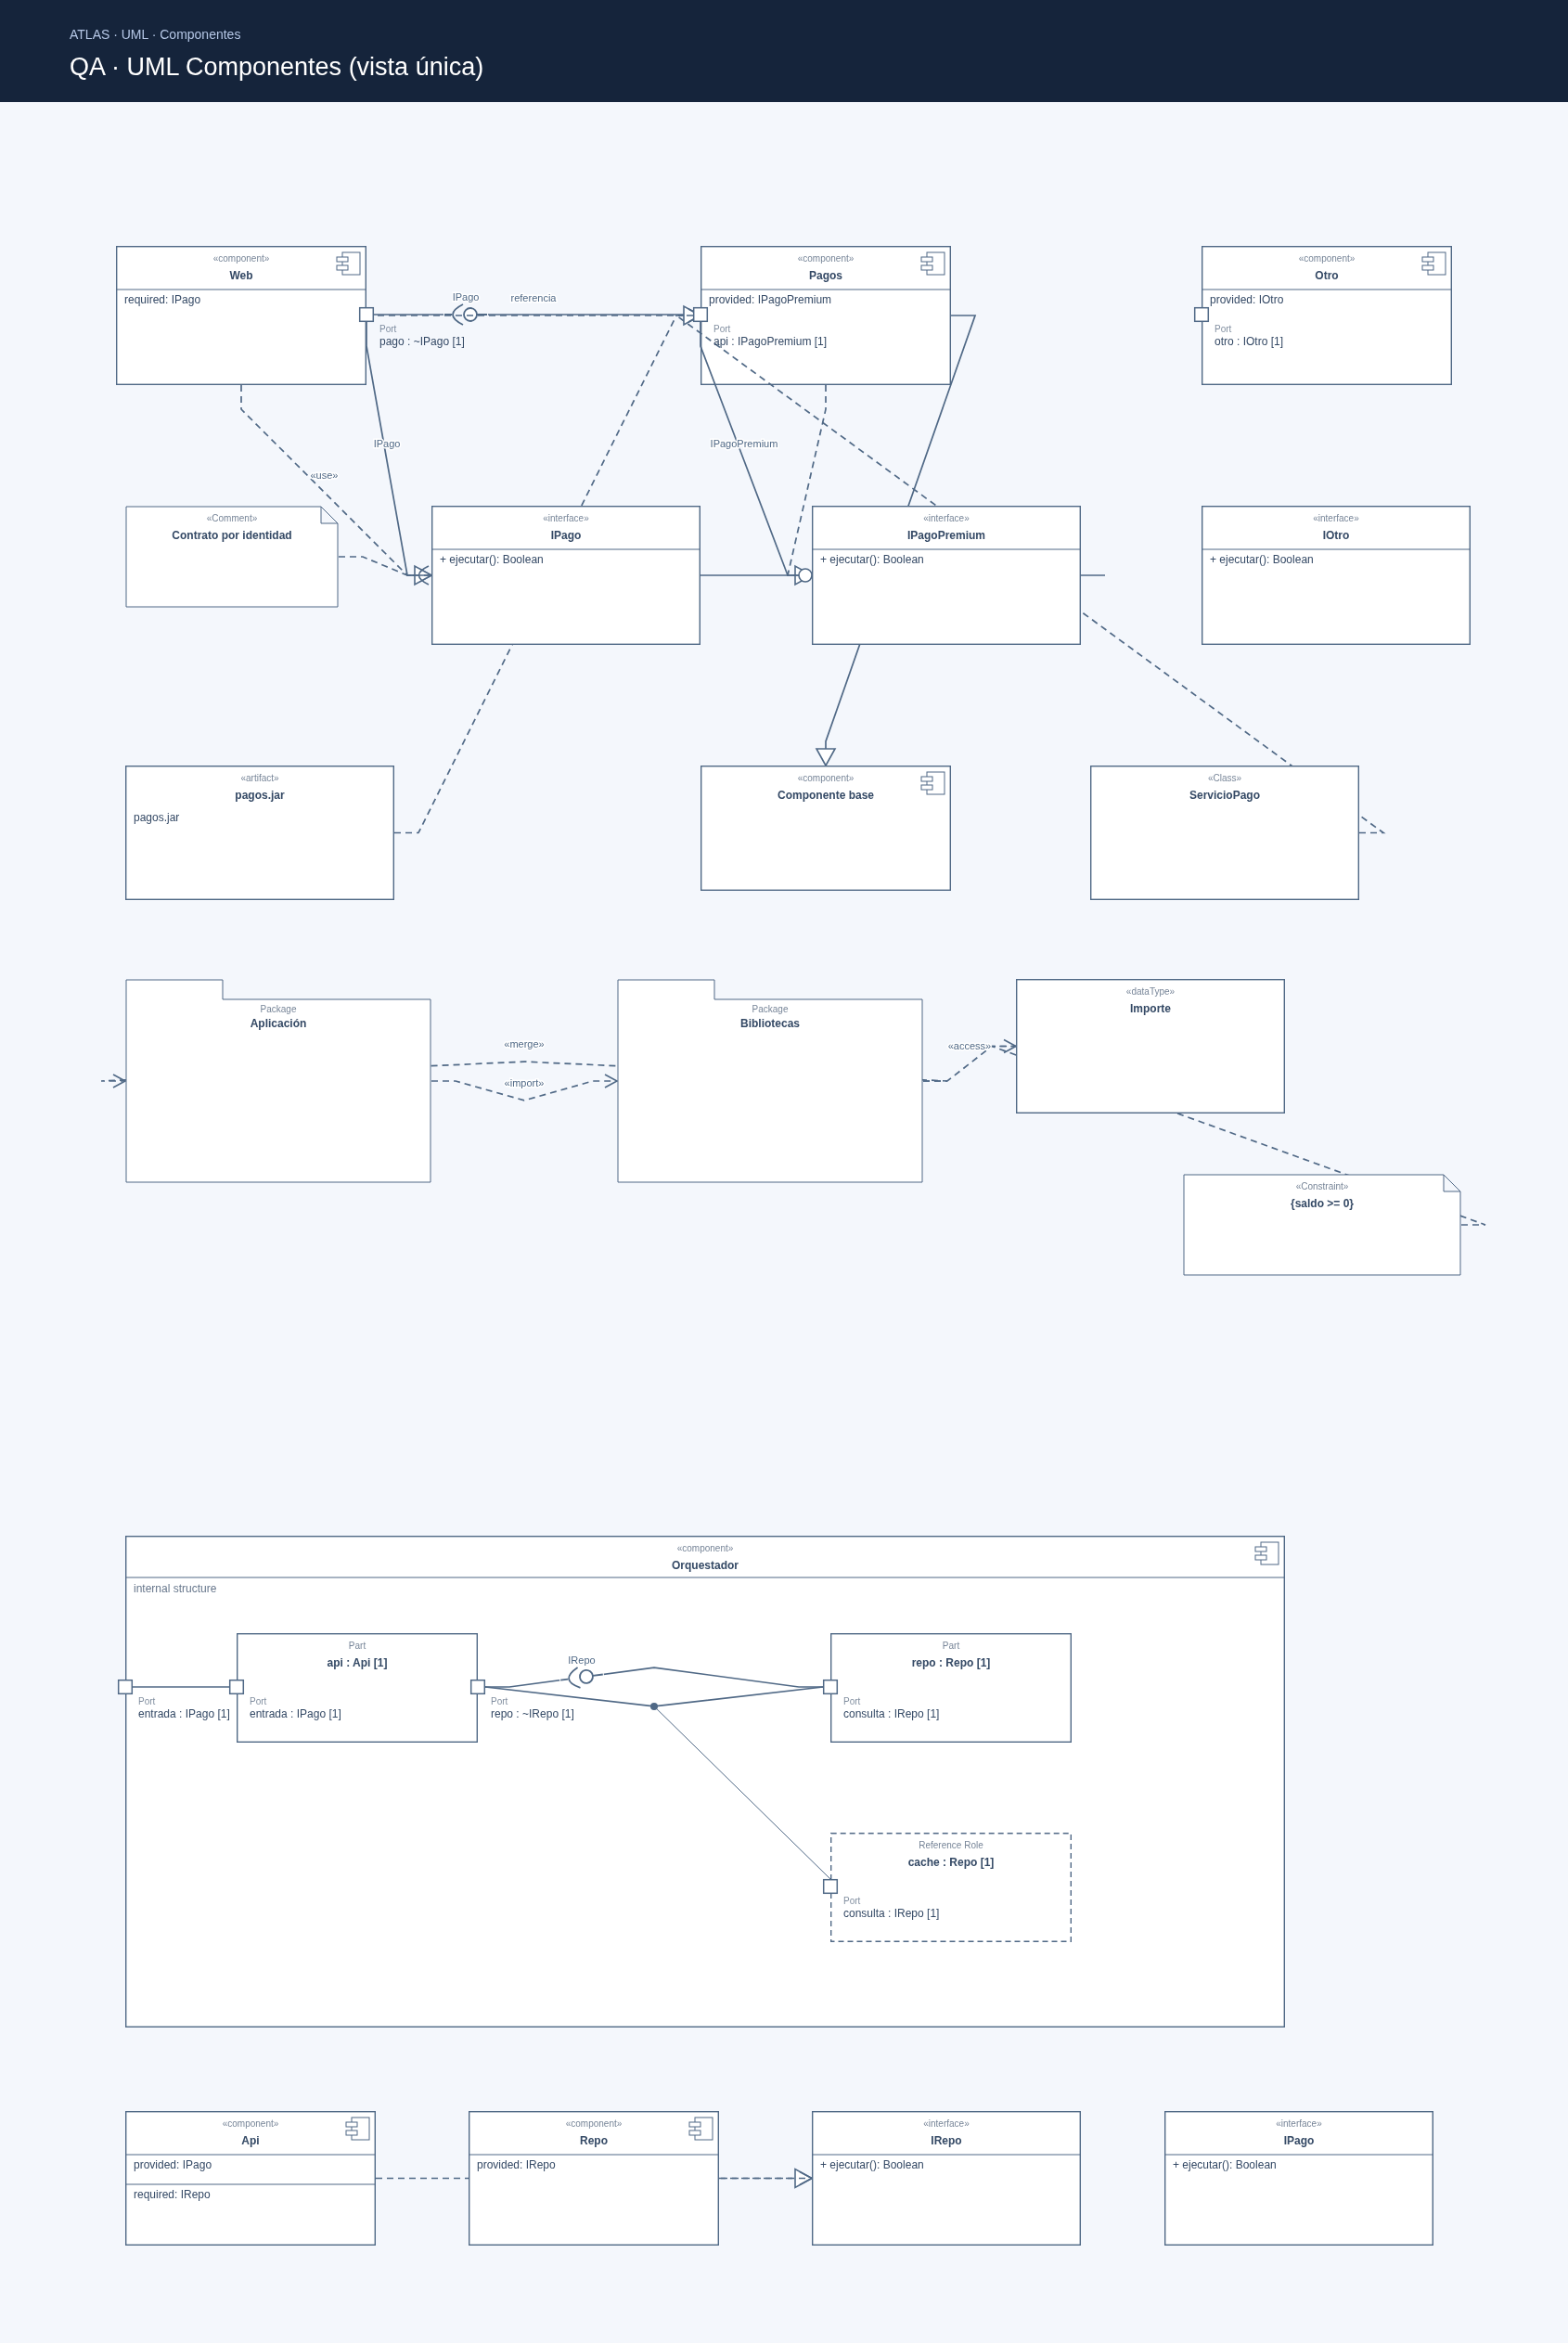 ATLAS · UML · Componentes
QA · UML Componentes (vista única)
«component»
Web
required: IPago
Port
pago : ~IPago [1]
IPago
referencia
«component»
Pagos
provided: IPagoPremium
Port
api : IPagoPremium [1]
«component»
Otro
provided: IOtro
Port
otro : IOtro [1]
IPago
IPagoPremium
«use»
«Comment»
Contrato por identidad
«interface»
IPago
+ ejecutar(): Boolean
«interface»
IPagoPremium
+ ejecutar(): Boolean
«interface»
IOtro
+ ejecutar(): Boolean
«artifact»
pagos.jar
pagos.jar
«component»
Componente base
«Class»
ServicioPago
Package
Aplicación
«merge»
«import»
Package
Bibliotecas
«access»
«dataType»
Importe
«Constraint»
{saldo >= 0}
«component»
Orquestador
internal structure
Port
entrada : IPago [1]
Part
api : Api [1]
Port
entrada : IPago [1]
IRepo
Port
repo : ~IRepo [1]
Part
repo : Repo [1]
Port
consulta : IRepo [1]
Reference Role
cache : Repo [1]
Port
consulta : IRepo [1]
«component»
Api
provided: IPago
required: IRepo
«component»
Repo
provided: IRepo
«interface»
IRepo
+ ejecutar(): Boolean
«interface»
IPago
+ ejecutar(): Boolean